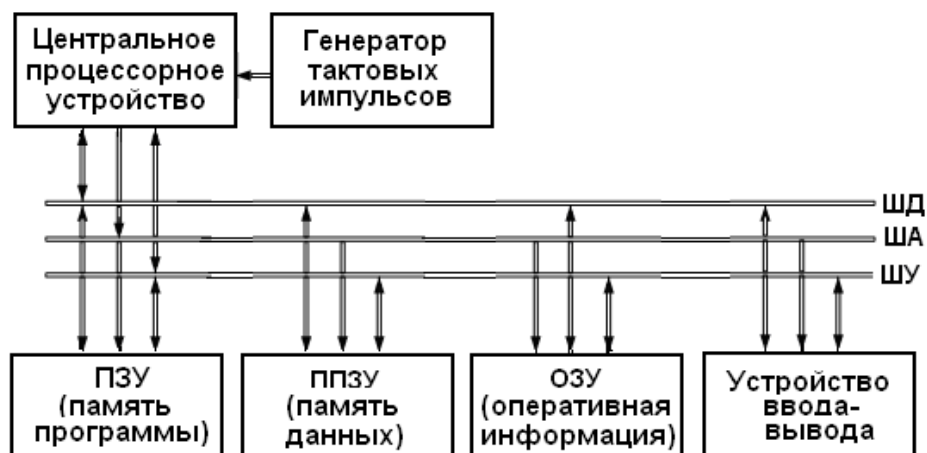 Центральное
процессорное
устройство
Генератор
тактовых
импульсов
ШД
ША
ШУ
ПЗУ
(память
программы)
ППЗУ
(память
данных)
ОЗУ
(оперативная
информация)
Устройство
ввода-
вывода